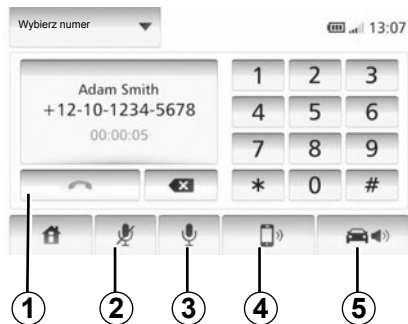 Wybierz numer
13:07
Adam Smith
+12-10-1234-5678
00:00:05
1 2 3
4 5 6
7 8 9
* 0 #
1 2 3 4 5